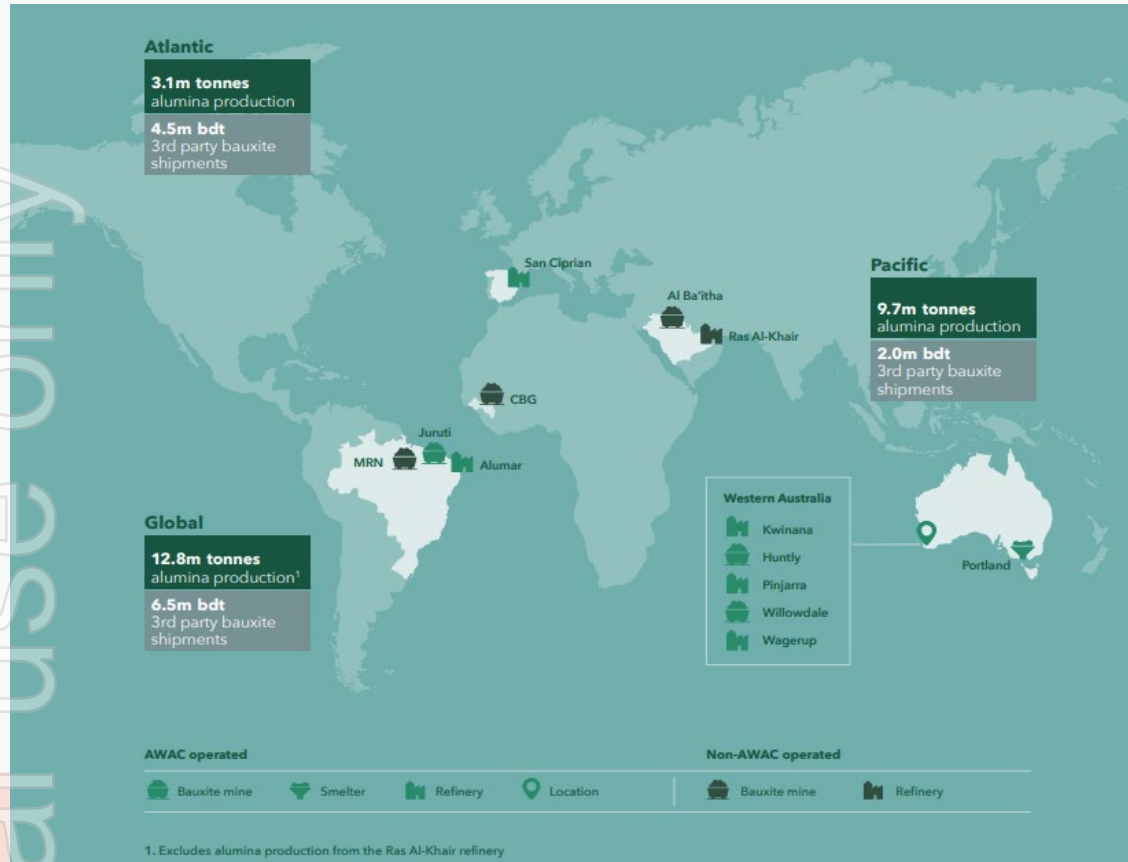 Atlantic
3.1m tonnes
alumina production
4.5m bdt
3rd party bauxite
shipments
San Ciprian
Al Ba'itha
Ras Al-Khair
Pacific
9.7m tonnes
alumina production
2.0m bdt
3rd party bauxite
shipments
CBG
Juruti
MRN
Alumar
Global
12.8m tonnes
alumina production¹
6.5m bdt
3rd party bauxite
shipments
Western Australia
Kwinana
Huntly
Pinjarra
Willowdale
Wagerup
Portland
AWAC operated
Bauxite mine
Smelter
Refinery
Location
Non-AWAC operated
Bauxite mine
Refinery
1. Excludes alumina production from the Ras Al-Khair refinery
al use only